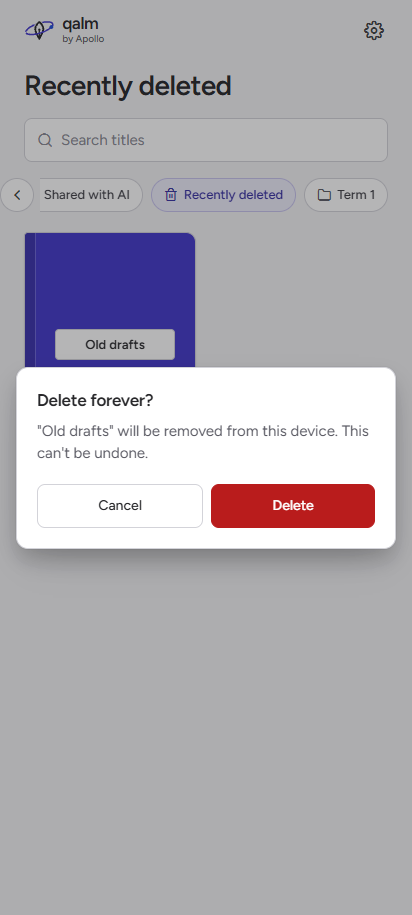 qalm
by Apollo
Recently deleted
Search titles
Shared with AI
Recently deleted
Term 1
Old drafts
Delete forever?
"Old drafts" will be removed from this device. This
can't be undone.
Cancel
Delete